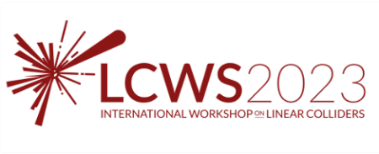 LCWS2023
INTERNATIONAL WORKSHOP ON LINEAR COLLIDERS